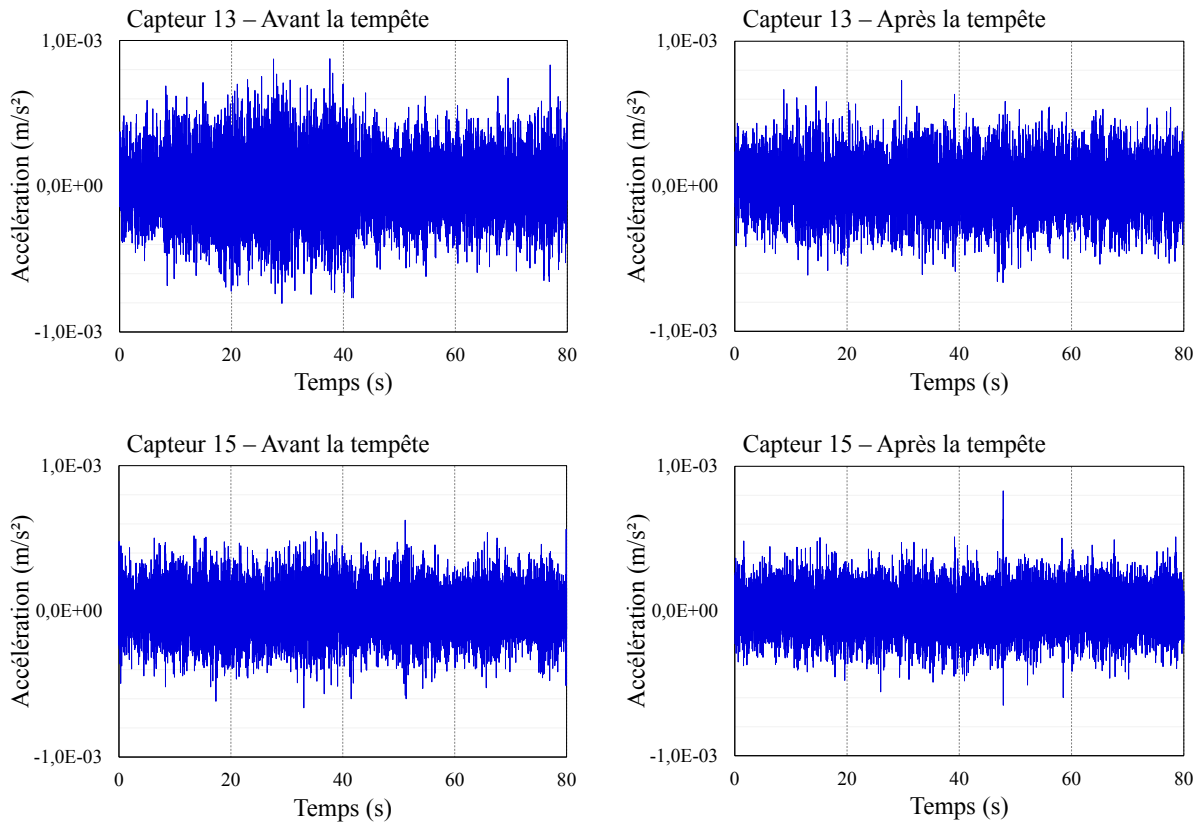 Capteur 13 – Avant la tempête
1,0E-03
0,0E+00
-1,0E-03
Accélération (m/s²)
0 20 40 60 80
Temps (s)
Capteur 13 – Après la tempête
1,0E-03
0,0E+00
-1,0E-03
Accélération (m/s²)
0 20 40 60 80
Temps (s)
Capteur 15 – Avant la tempête
1,0E-03
0,0E+00
-1,0E-03
Accélération (m/s²)
0 20 40 60 80
Temps (s)
Capteur 15 – Après la tempête
1,0E-03
0,0E+00
-1,0E-03
Accélération (m/s²)
0 20 40 60 80
Temps (s)